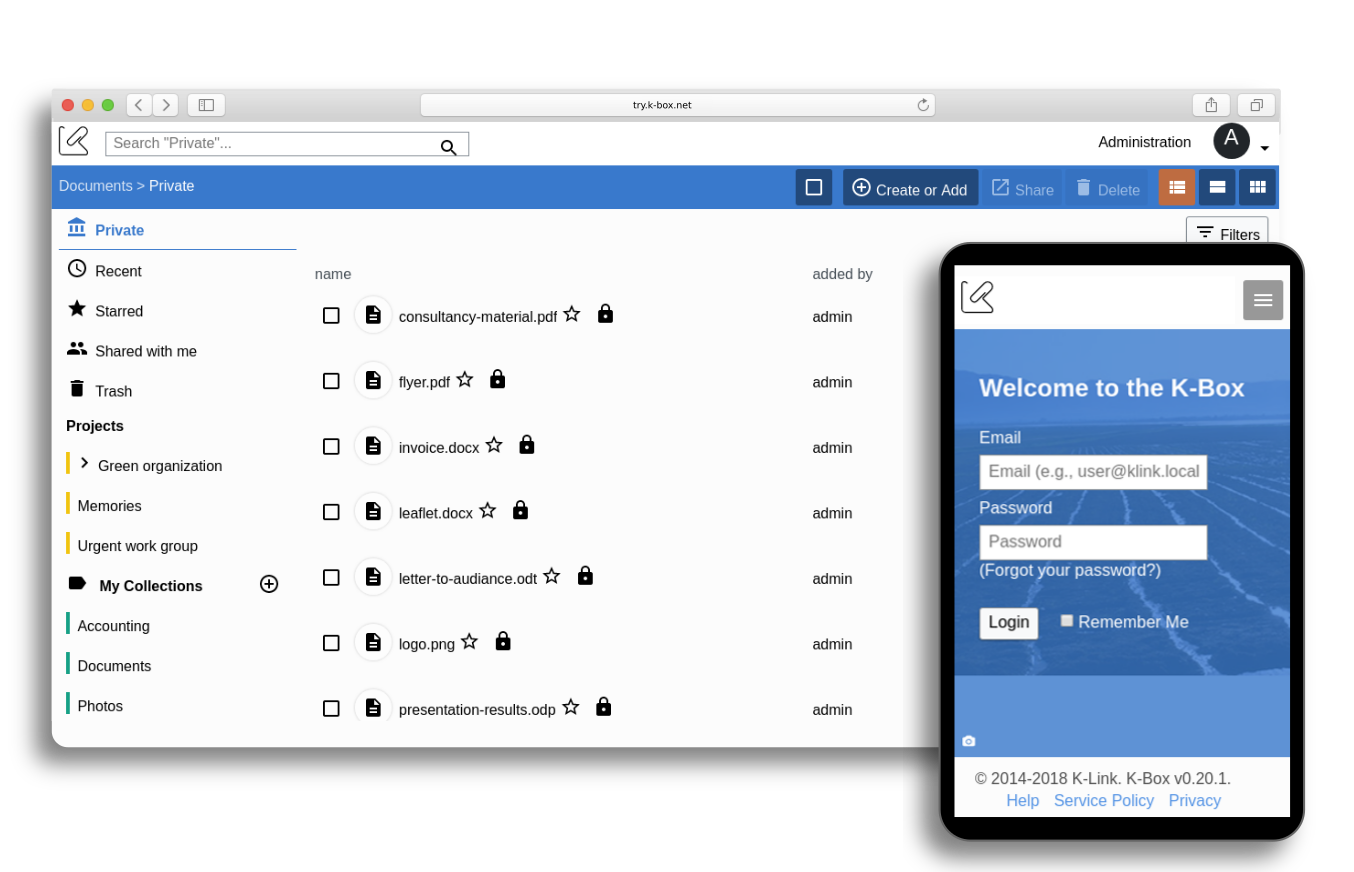 try.k-box.net
Search "Private"...
Administration
A
Documents > Private
Create or Add
Share
Delete
Private
Filters
Recent
Starred
Shared with me
Trash
Projects
Green organization
Memories
Urgent work group
My Collections
Accounting
Documents
Photos
name added by
consultancy-material.pdf admin
flyer.pdf admin
invoice.docx admin
leaflet.docx admin
letter-to-audiance.odt admin
logo.png admin
presentation-results.odp admin
Welcome to the K-Box
Email
Email (e.g., user@klink.local
Password
Password
(Forgot your password?)
Login Remember Me
© 2014-2018 K-Link. K-Box v0.20.1.
Help Service Policy Privacy